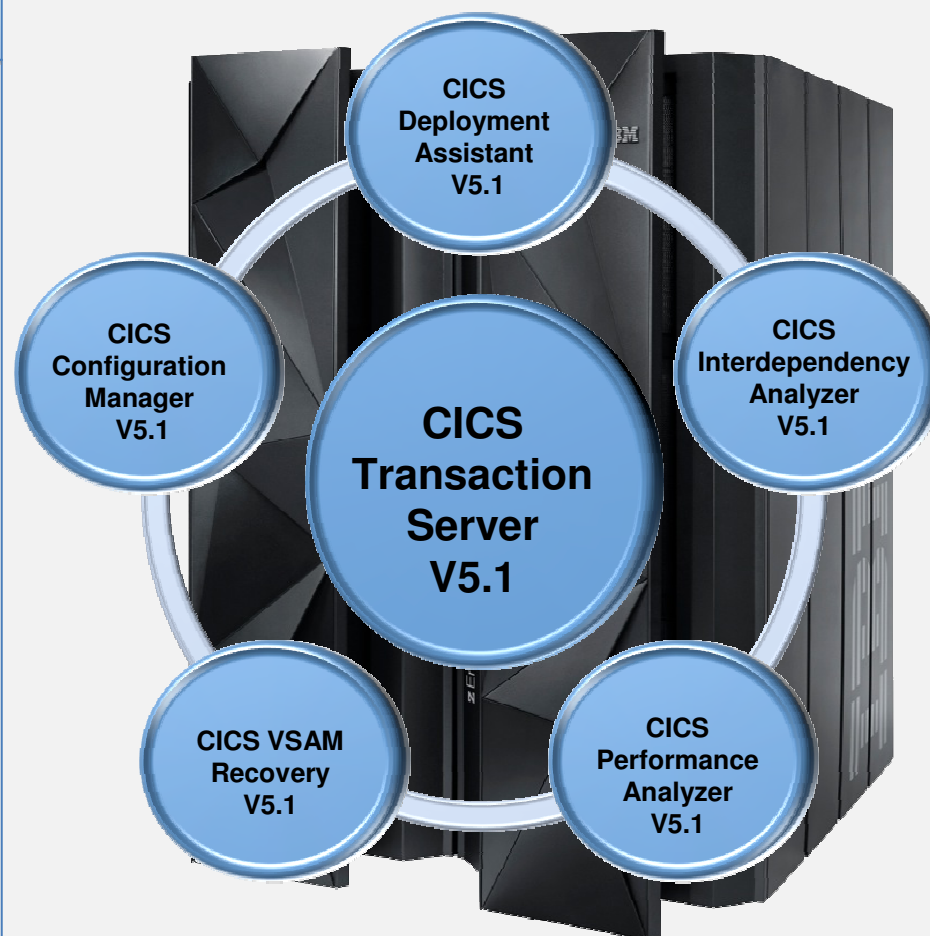 CICS
Deployment
Assistant
V5.1
CICS
Configuration
Manager
V5.1
CICS
Interdependency
Analyzer
V5.1
CICS
Transaction
Server
V5.1
CICS VSAM
Recovery
V5.1
CICS
Performance
Analyzer
V5.1